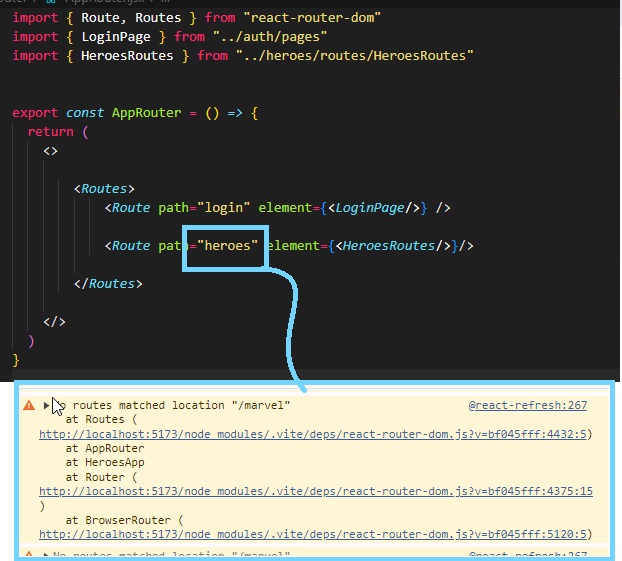 import { Route, Routes } from "react-router-dom"
import { LoginPage } from "../auth/pages"
import { HeroesRoutes } from "../heroes/routes/HeroesRoutes"
export const AppRouter = () => {
return (
<>
<Routes>
<Route path="login" element={<LoginPage/>} />
<Route path="heroes" element={<HeroesRoutes/>}/>
</Routes>
</>
)
}
routes matched location "/marvel" @react-refresh:267
at Routes (
http://localhost:5173/node_modules/.vite/deps/react-router-dom.js?v=bf045fff:4432:5)
at AppRouter
at HeroesApp
at Router (
http://localhost:5173/node_modules/.vite/deps/react-router-dom.js?v=bf045fff:4375:15
)
at BrowserRouter (
http://localhost:5173/node_modules/.vite/deps/react-router-dom.js?v=bf045fff:5120:5)
No routes matched location "/marvel" @react-refresh:267